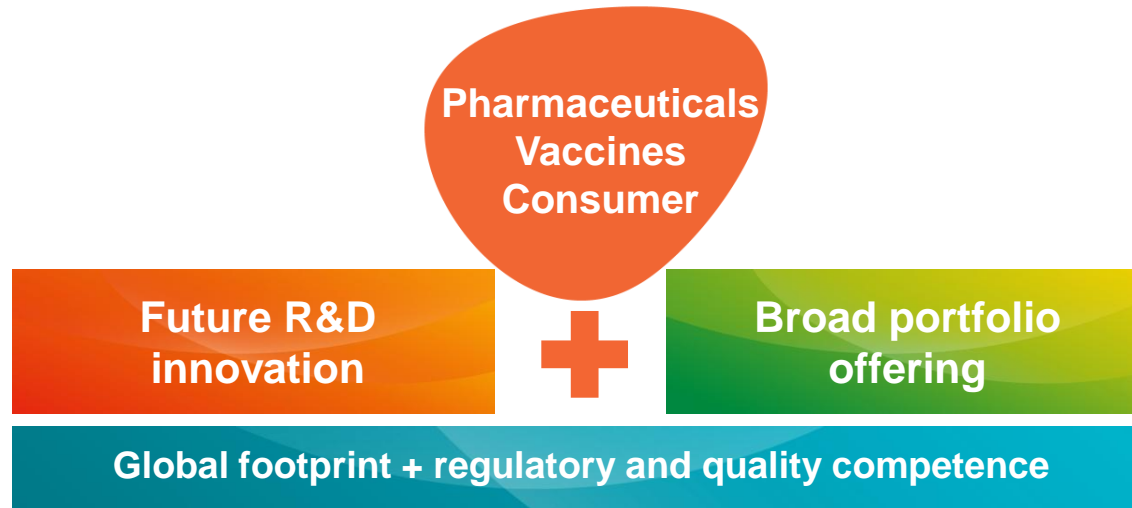 Pharmaceuticals
Vaccines
Consumer
Future R&D
innovation
Broad portfolio
offering
Global footprint + regulatory and quality competence